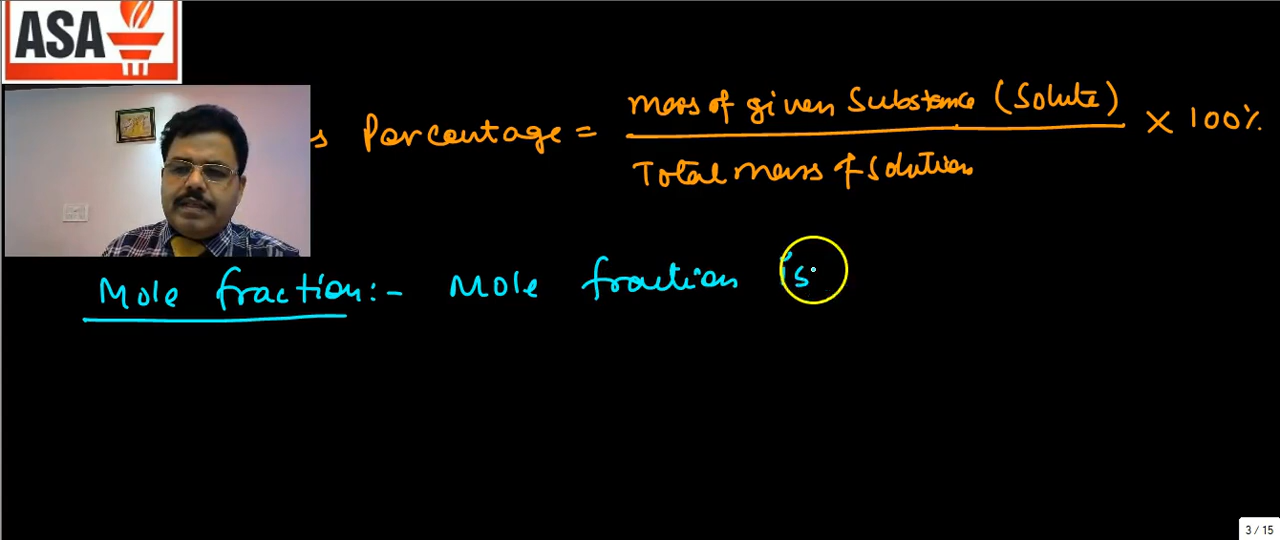 ASA
mass of given Substance (Solute)
s Percentage = × 100%
Total mass of Solution
Mole fraction:- Mole fraction is
3 / 15